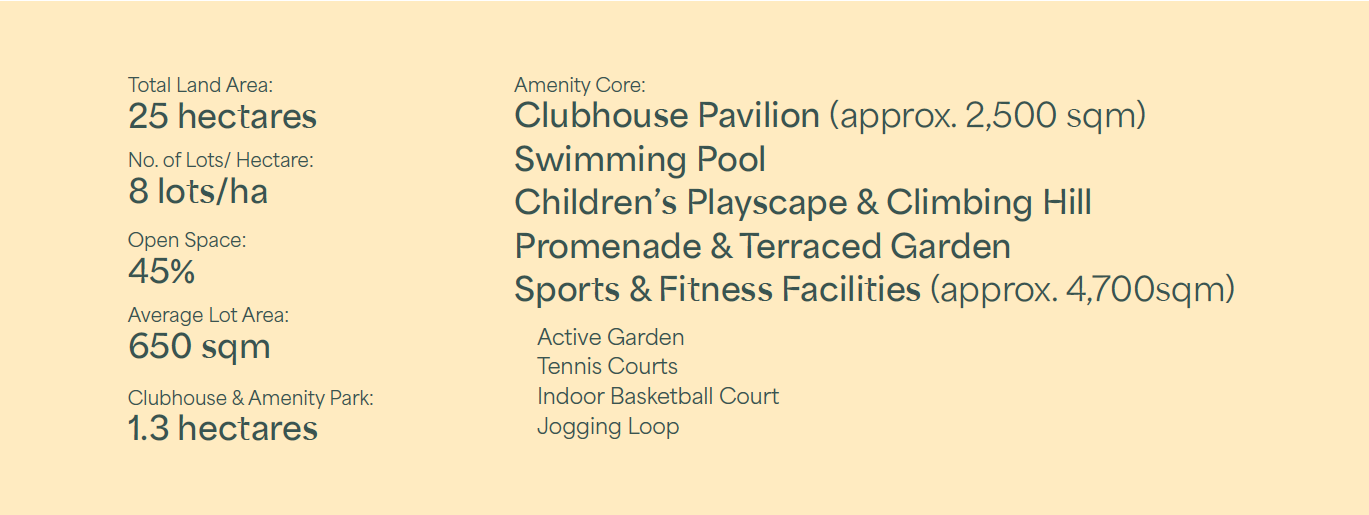 Total Land Area:
25 hectares
No. of Lots/ Hectare:
8 lots/ha
Open Space:
45%
Average Lot Area:
650 sqm
Clubhouse & Amenity Park:
1.3 hectares
Amenity Core:
Clubhouse Pavilion (approx. 2,500 sqm)
Swimming Pool
Children’s Playscape & Climbing Hill
Promenade & Terraced Garden
Sports & Fitness Facilities (approx. 4,700sqm)
Active Garden
Tennis Courts
Indoor Basketball Court
Jogging Loop